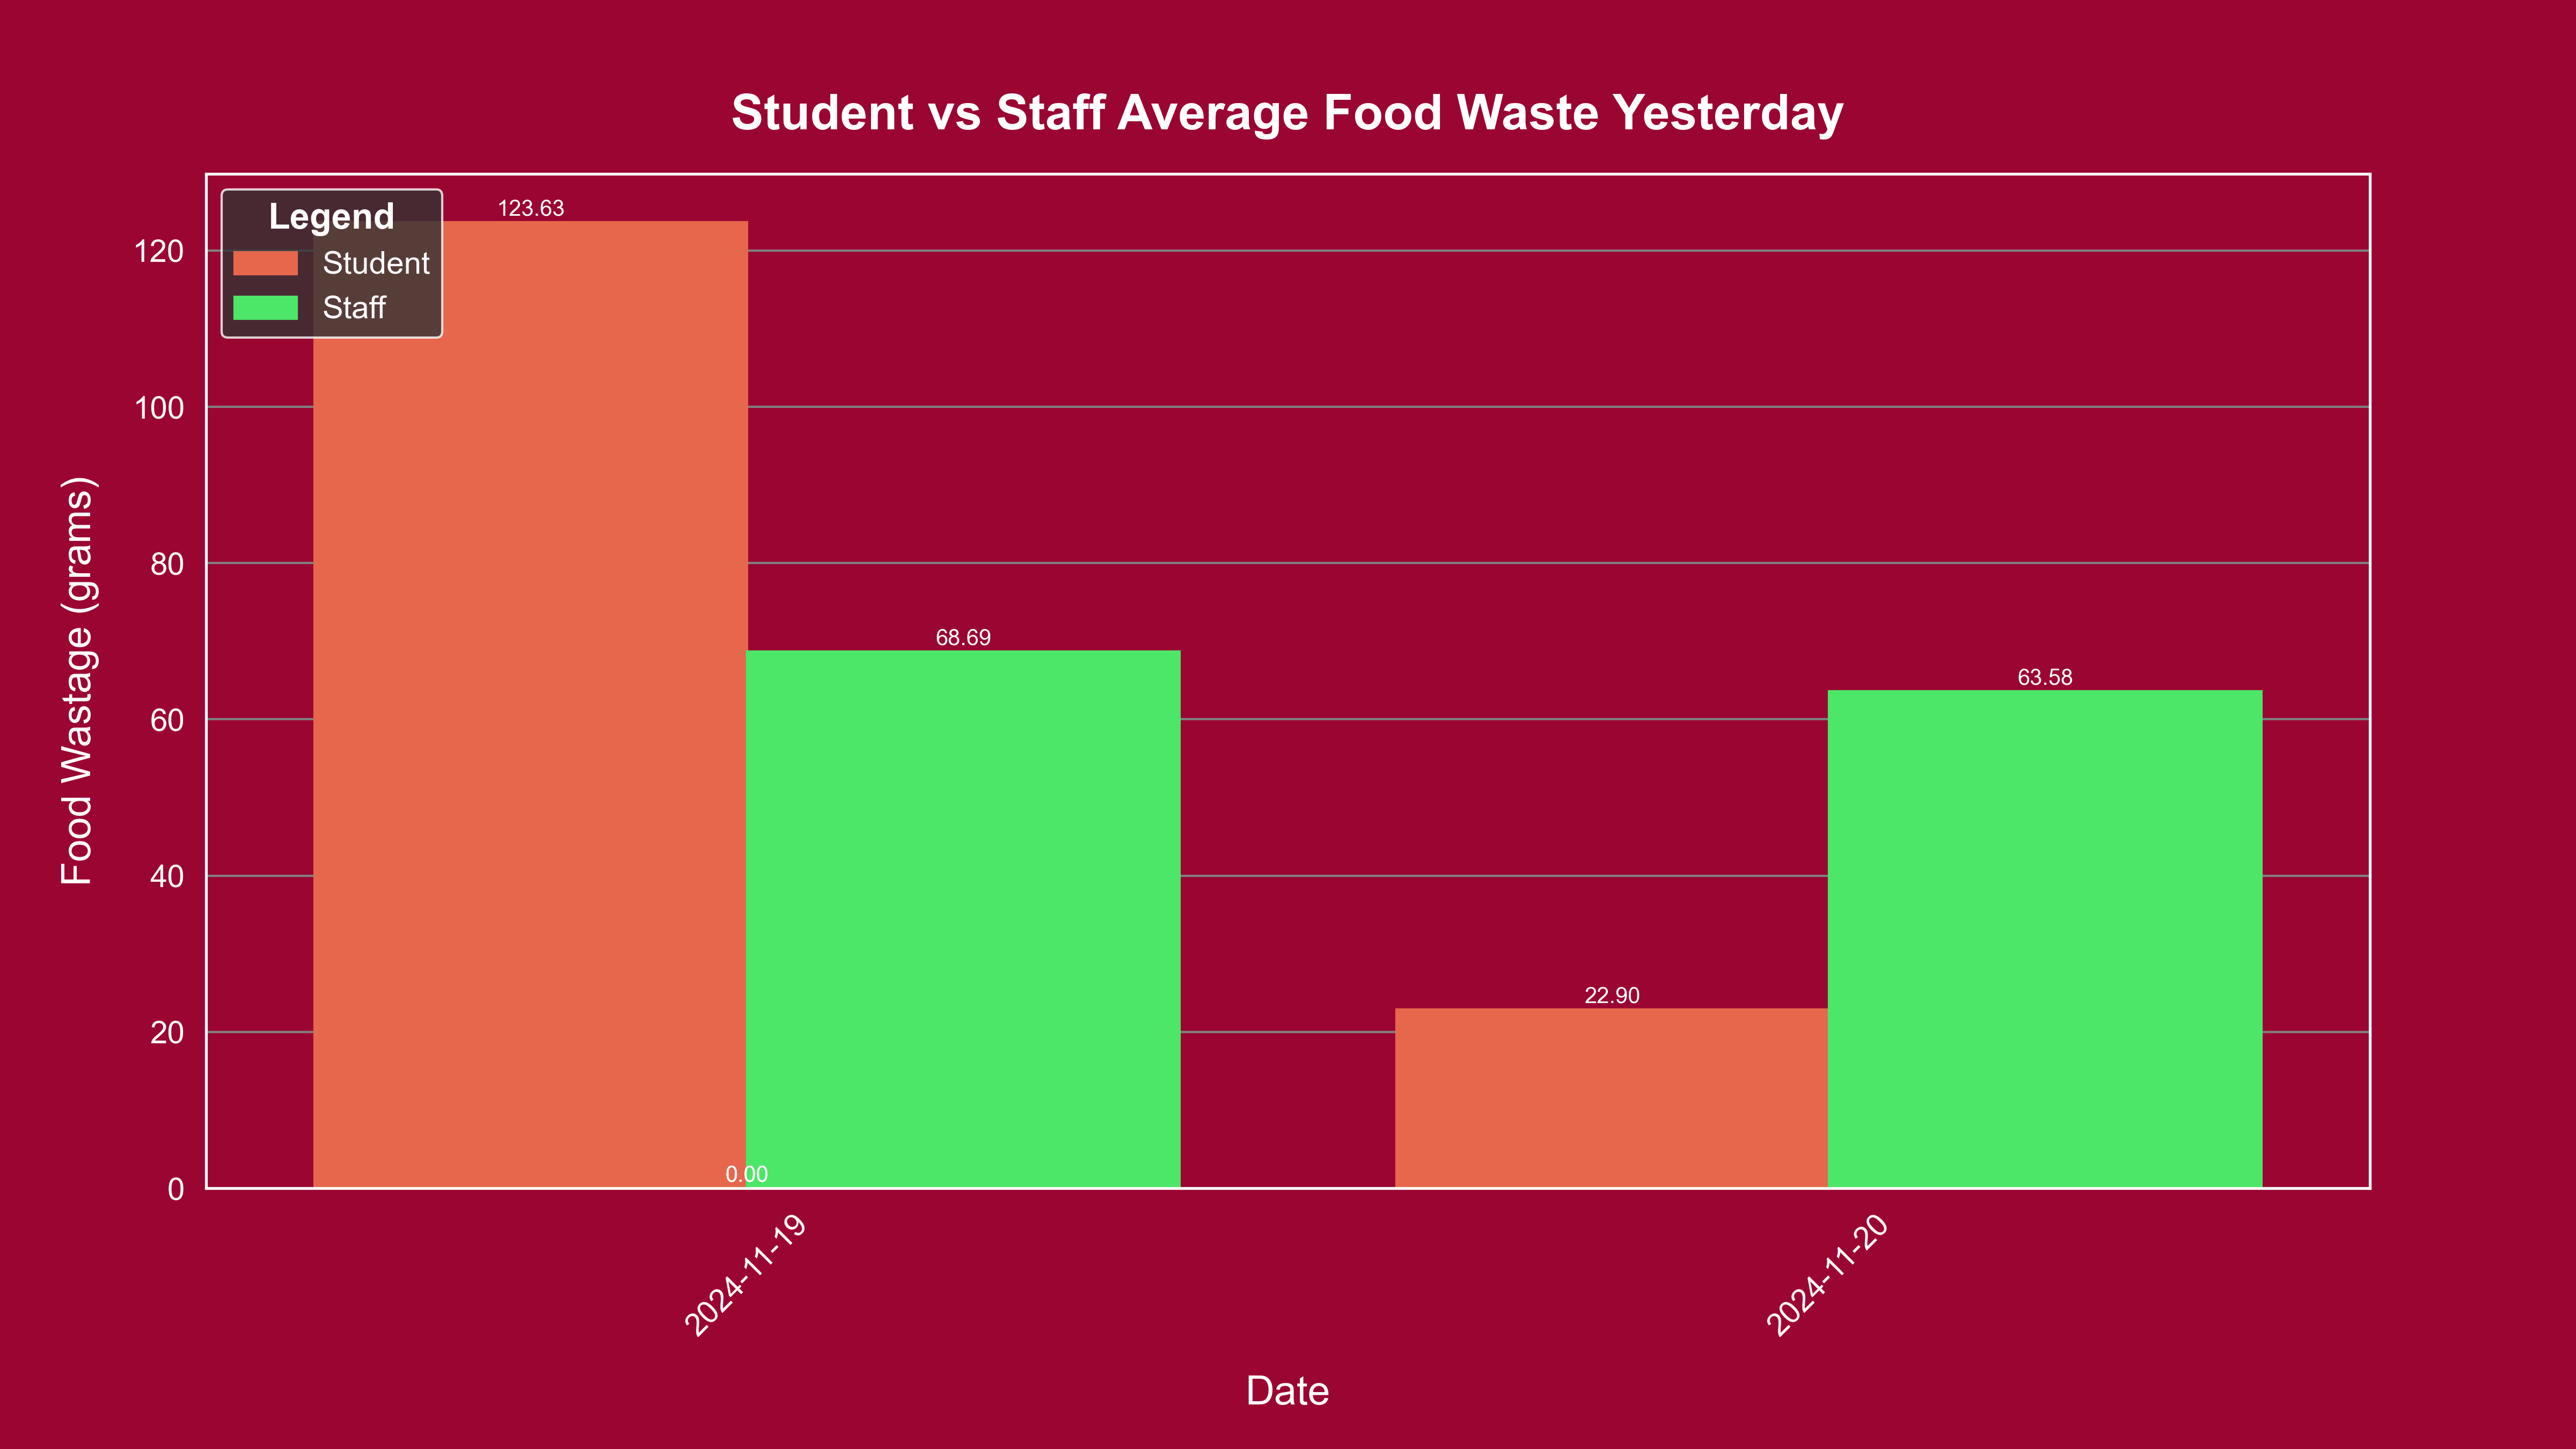 Student vs Staff Average Food Waste Yesterday
Legend
Student
Staff
123.63
68.69
63.58
22.90
0.00
120
100
80
60
40
20
0
Food Wastage (grams)
2024-11-19
2024-11-20
Date